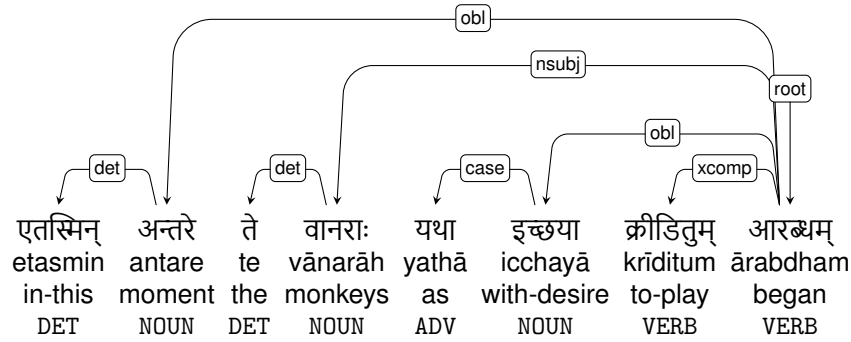 obl
nsubj
root
obl
det det case xcomp
एतस्मिन् अन्तरे ते वानराः यथा इच्छया क्रीडितुम् आरब्धम्
etasmin antare te vānarāh yathā icchayā krīditum ārabdham
in-this moment the monkeys as with-desire to-play began
DET NOUN DET NOUN ADV NOUN VERB VERB